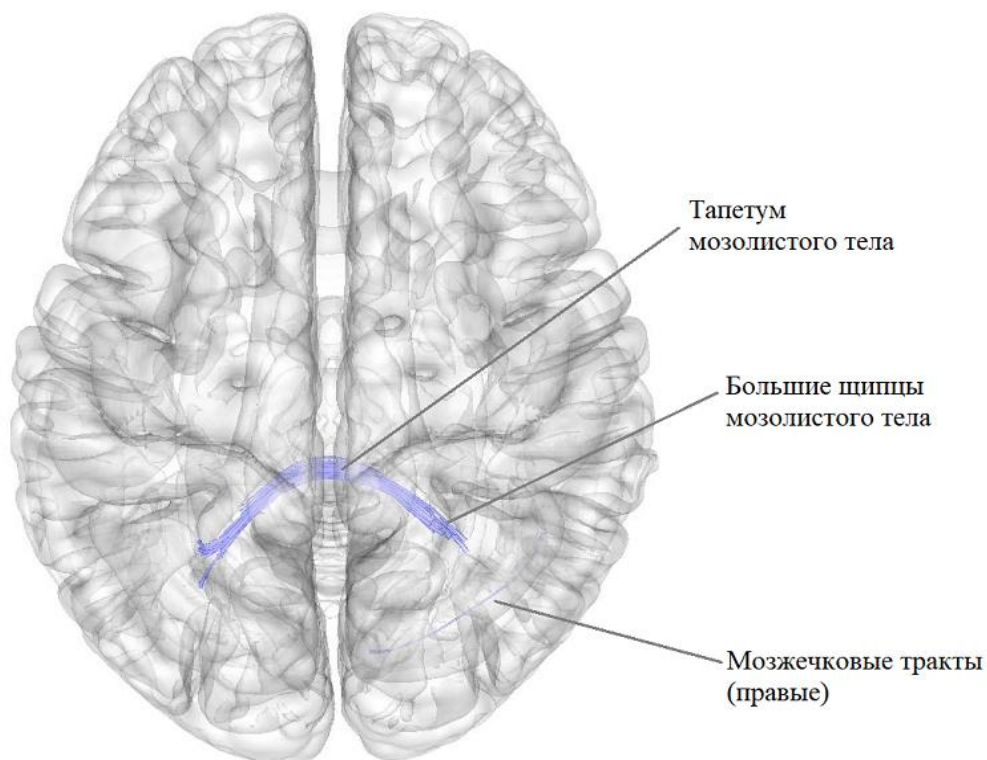 Тапетум
мозолистого тела
Большие щипцы
мозолистого тела
Мозжечковые тракты
(правые)